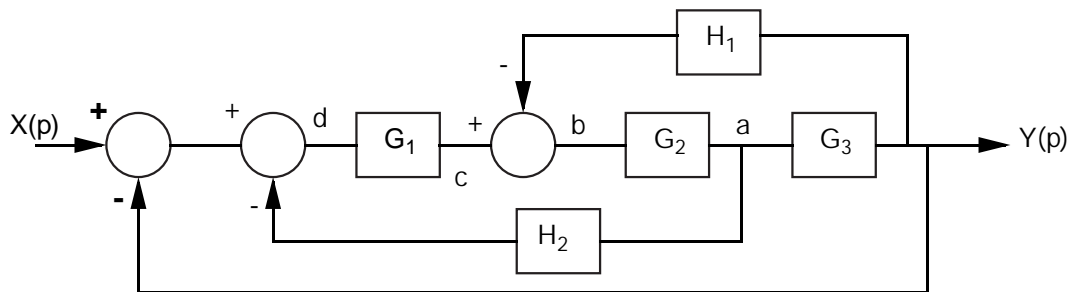 H₁
-
+
X(p)
+
d
G₁
+
b
G₂
a
G₃
Y(p)
c
-
-
H₂